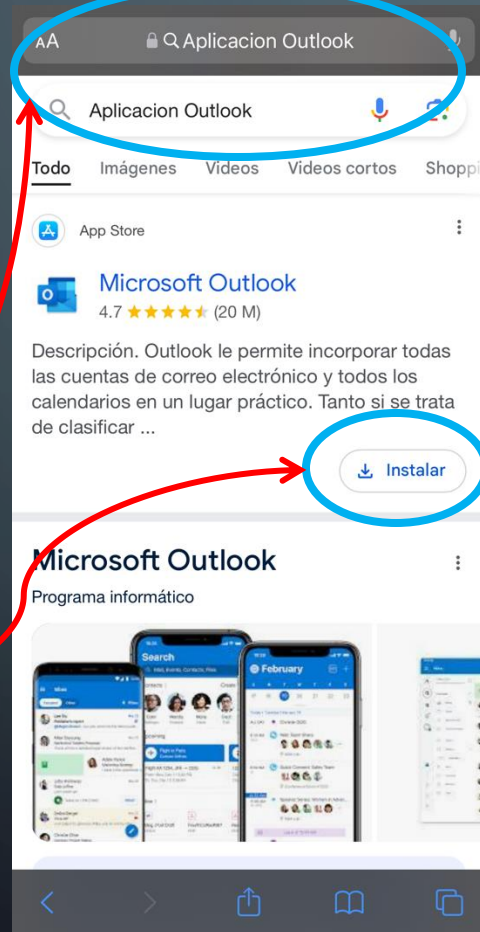 AA
Aplicacion Outlook
Aplicacion Outlook
Todo Imágenes Videos Videos cortos Shoppi
App Store
Microsoft Outlook
4.7 (20 M)
Descripción. Outlook le permite incorporar todas
las cuentas de correo electrónico y todos los
calendarios en un lugar práctico. Tanto si se trata
de clasificar ...
Instalar
Microsoft Outlook
Programa informático
Search
February